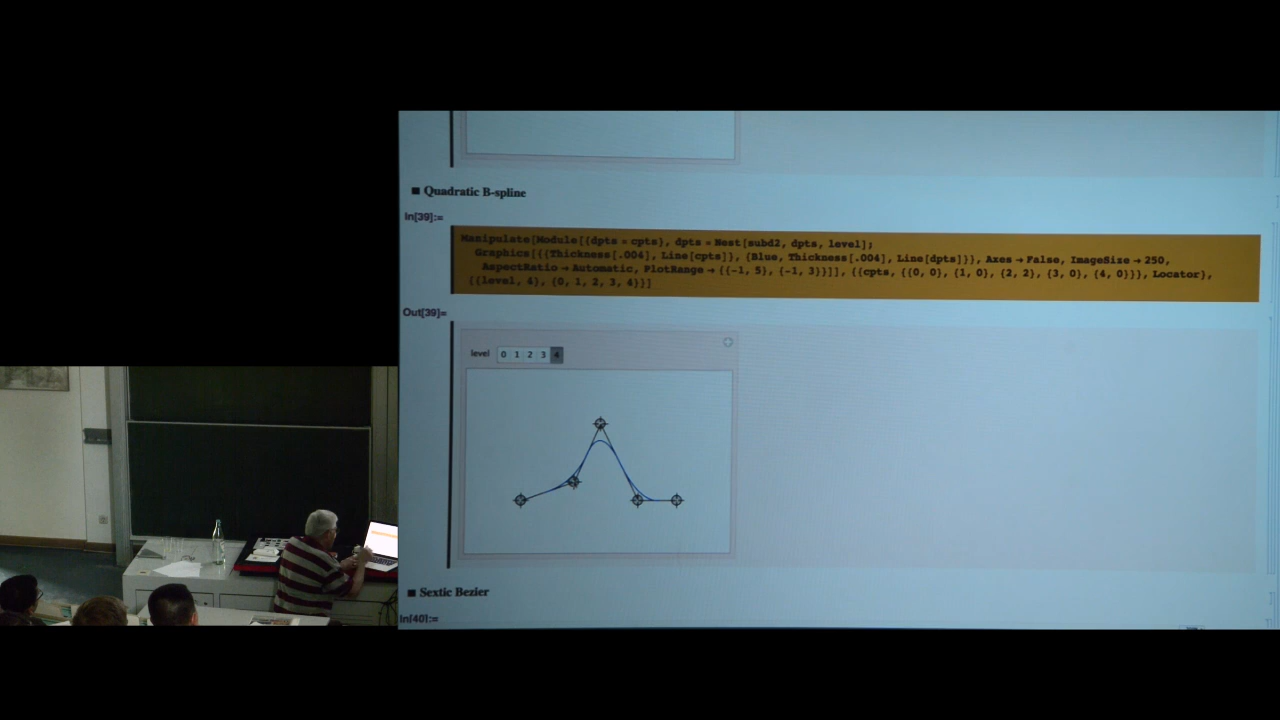 ■ Quadratic B-spline
In[39]:=
Manipulate[Module[{dpts = cpts}, dpts = Nest[subd2, dpts, level];
Graphics[{{Thickness[.004], Line[cpts]}, {Blue, Thickness[.004], Line[dpts]}}, Axes → False, ImageSize → 250,
AspectRatio → Automatic, PlotRange → {{-1, 5}, {-1, 3}}]], {{cpts, {{0, 0}, {1, 0}, {2, 2}, {3, 0}, {4, 0}}}, Locator},
{{level, 4}, {0, 1, 2, 3, 4}}]
Out[39]=
level 0 1 2 3 4
■ Sextic Bezier
In[40]:=